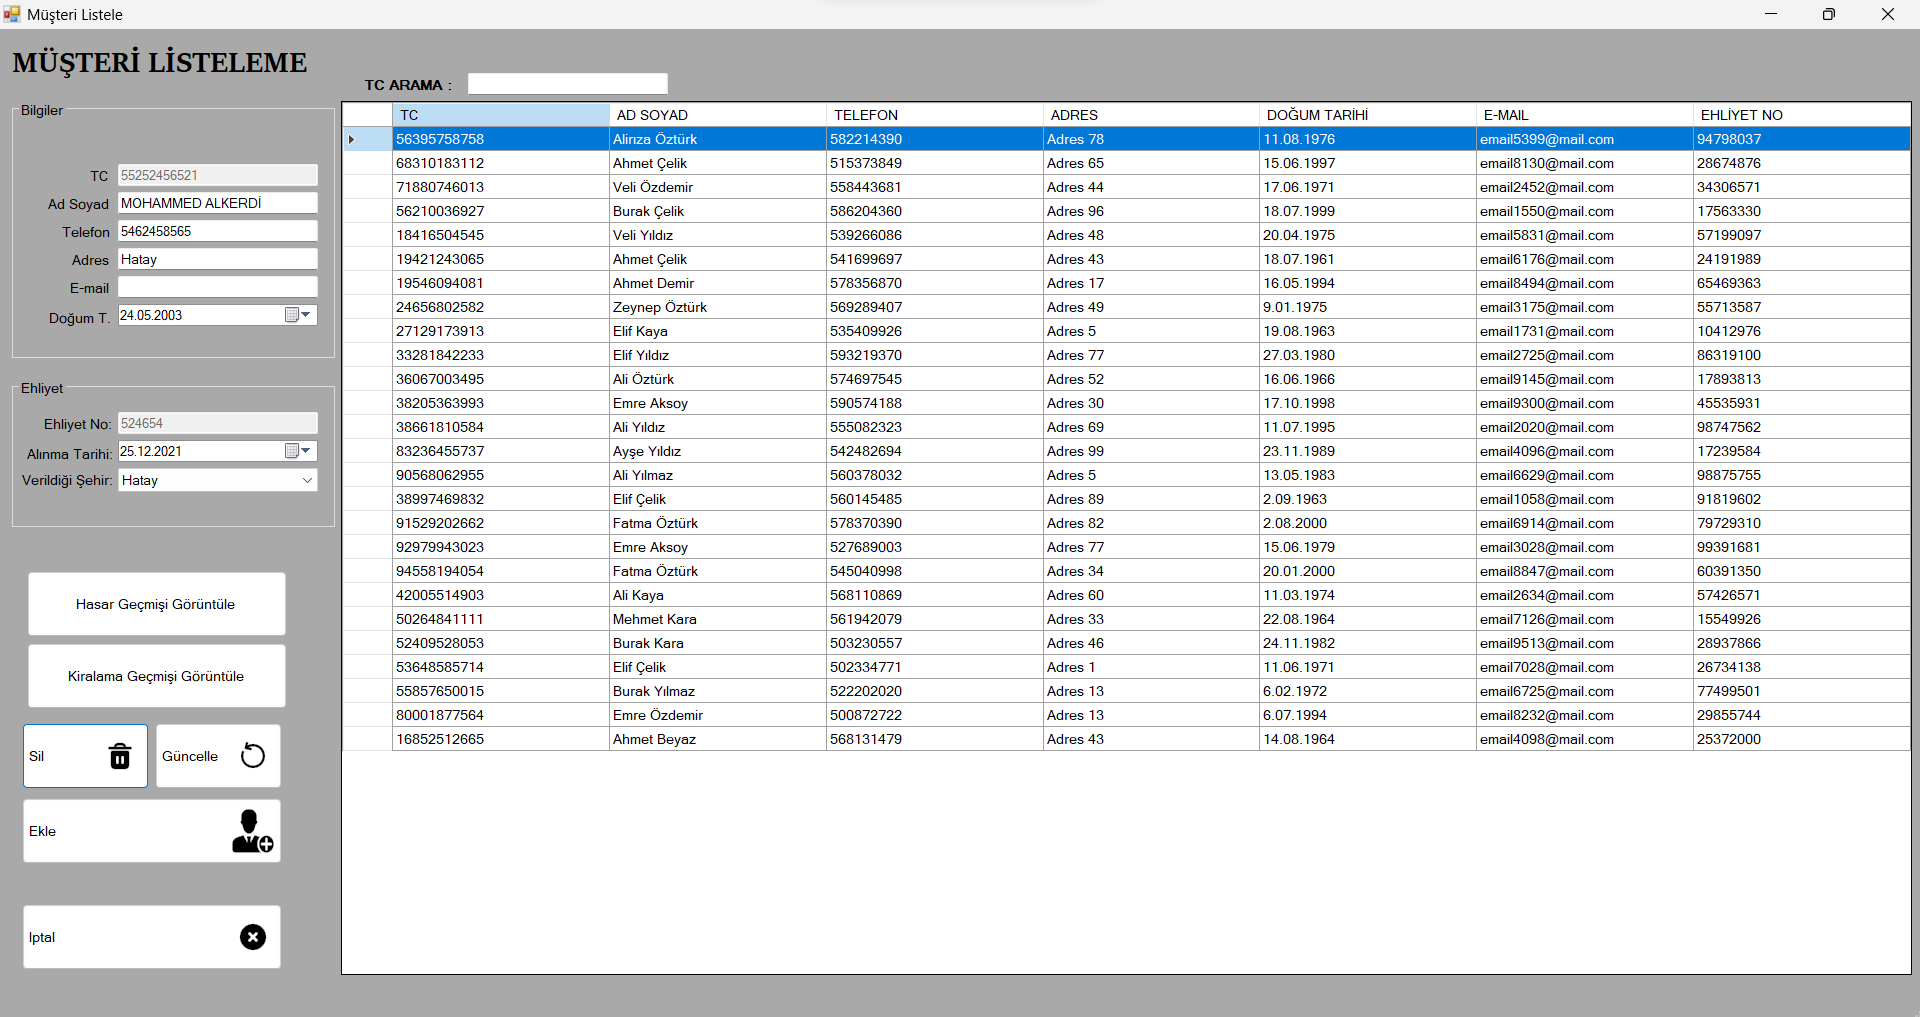 Müşteri Listele
MÜŞTERİ LİSTELEME
TC ARAMA :
Bilgiler
TC 55252456521
Ad Soyad MOHAMMED ALKERDİ
Telefon 5462458565
Adres Hatay
E-mail
Doğum T. 24.05.2003
Ehliyet
Ehliyet No: 524654
Alınma Tarihi: 25.12.2021
Verildiği Şehir: Hatay
Hasar Geçmişi Görüntüle
Kiralama Geçmişi Görüntüle
Sil
Güncelle
Ekle
Iptal
TC AD SOYAD TELEFON ADRES DOĞUM TARİHİ E-MAIL EHLİYET NO
56395758758 Alirıza Öztürk 582214390 Adres 78 11.08.1976 email5399@mail.com 94798037
68310183112 Ahmet Çelik 515373849 Adres 65 15.06.1997 email8130@mail.com 28674876
71880746013 Veli Özdemir 558443681 Adres 44 17.06.1971 email2452@mail.com 34306571
56210036927 Burak Çelik 586204360 Adres 96 18.07.1999 email1550@mail.com 17563330
18416504545 Veli Yıldız 539266086 Adres 48 20.04.1975 email5831@mail.com 57199097
19421243065 Ahmet Çelik 541699697 Adres 43 18.07.1961 email6176@mail.com 24191989
19546094081 Ahmet Demir 578356870 Adres 17 16.05.1994 email8494@mail.com 65469363
24656802582 Zeynep Öztürk 569289407 Adres 49 9.01.1975 email3175@mail.com 55713587
27129173913 Elif Kaya 535409926 Adres 5 19.08.1963 email1731@mail.com 10412976
33281842233 Elif Yıldız 593219370 Adres 77 27.03.1980 email2725@mail.com 86319100
36067003495 Ali Öztürk 574697545 Adres 52 16.06.1966 email9145@mail.com 17893813
38205363993 Emre Aksoy 590574188 Adres 30 17.10.1998 email9300@mail.com 45535931
38661810584 Ali Yıldız 555082323 Adres 69 11.07.1995 email2020@mail.com 98747562
83236455737 Ayşe Yıldız 542482694 Adres 99 23.11.1989 email4096@mail.com 17239584
90568062955 Ali Yılmaz 560378032 Adres 5 13.05.1983 email6629@mail.com 98875755
38997469832 Elif Çelik 560145485 Adres 89 2.09.1963 email1058@mail.com 91819602
91529202662 Fatma Öztürk 578370390 Adres 82 2.08.2000 email6914@mail.com 79729310
92979943023 Emre Aksoy 527689003 Adres 77 15.06.1979 email3028@mail.com 99391681
94558194054 Fatma Öztürk 545040998 Adres 34 20.01.2000 email8847@mail.com 60391350
42005514903 Ali Kaya 568110869 Adres 60 11.03.1974 email2634@mail.com 57426571
50264841111 Mehmet Kara 561942079 Adres 33 22.08.1964 email7126@mail.com 15549926
52409528053 Burak Kara 503230557 Adres 46 24.11.1982 email9513@mail.com 28937866
53648585714 Elif Çelik 502334771 Adres 1 11.06.1971 email7028@mail.com 26734138
55857650015 Burak Yılmaz 522202020 Adres 13 6.02.1972 email6725@mail.com 77499501
80001877564 Emre Özdemir 500872722 Adres 13 6.07.1994 email8232@mail.com 29855744
16852512665 Ahmet Beyaz 568131479 Adres 43 14.08.1964 email4098@mail.com 25372000